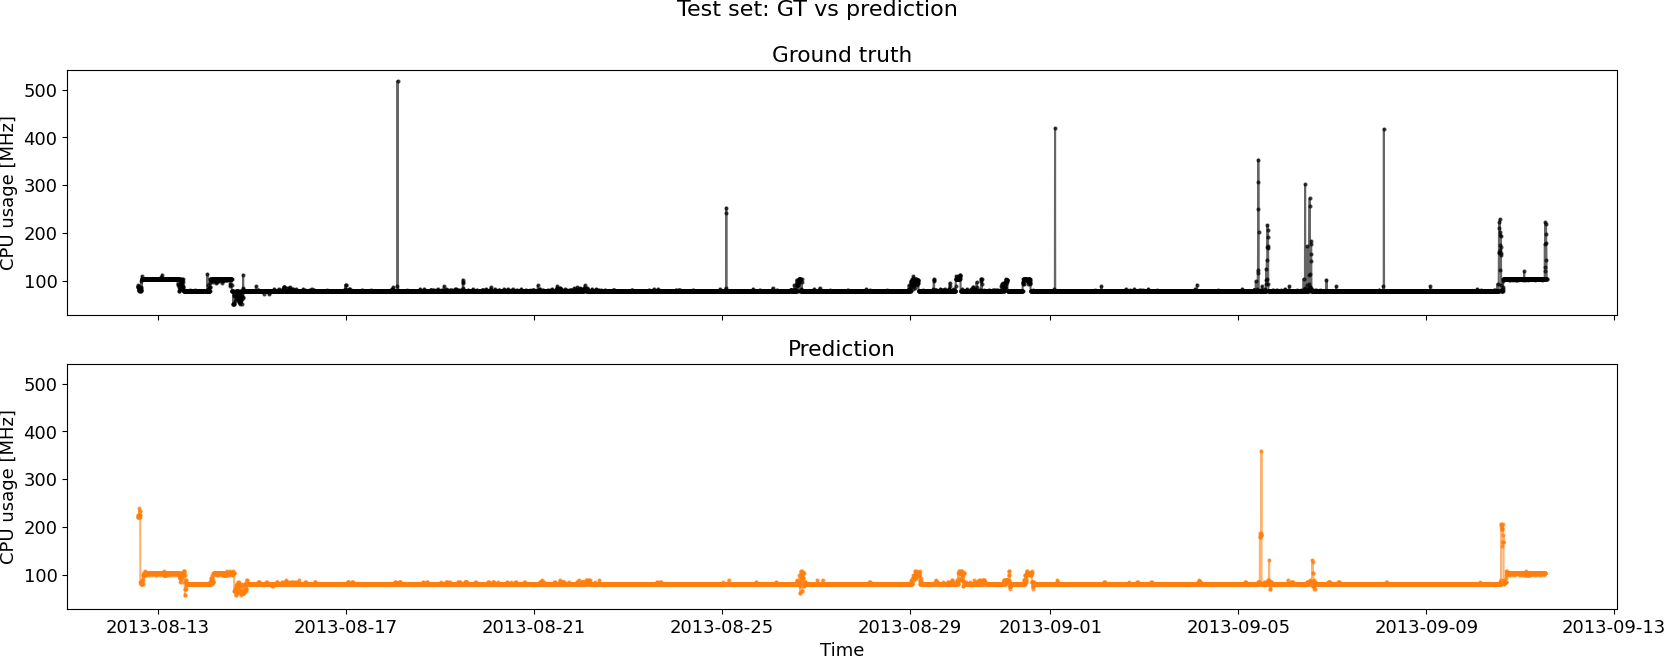 Test set: GT vs prediction
Ground truth
CPU usage [MHz]
500
400
300
200
100
Prediction
CPU usage [MHz]
500
400
300
200
100
2013-08-13 2013-08-17 2013-08-21 2013-08-25 2013-08-29 2013-09-01 2013-09-05 2013-09-09 2013-09-13
Time